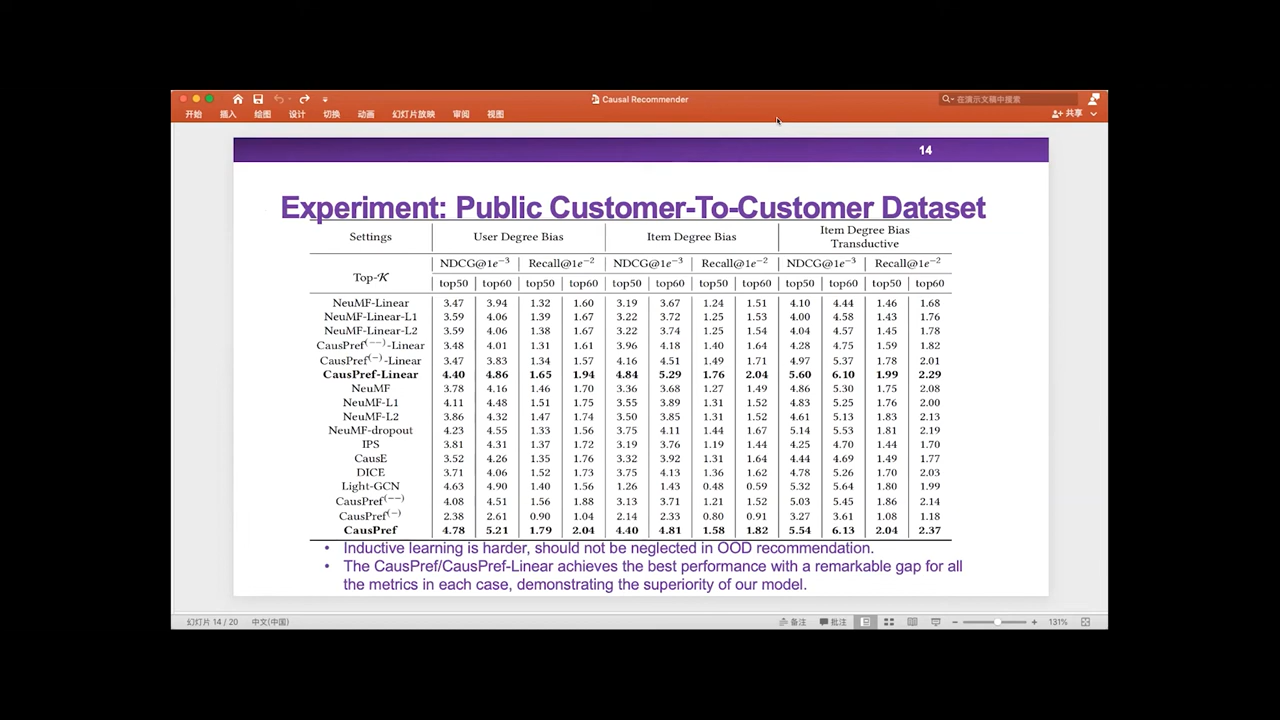 Causal Recommender
在演示文稿中搜索
开始 插入 绘图 设计 切换 动画 幻灯片放映 审阅 视图
共享
14
Experiment: Public Customer-To-Customer Dataset
Settings User Degree Bias Item Degree Bias Item Degree Bias Transductive
Top-𝒦 NDCG@1e⁻³ Recall@1e⁻² NDCG@1e⁻³ Recall@1e⁻² NDCG@1e⁻³ Recall@1e⁻²
top50 top60 top50 top60 top50 top60 top50 top60 top50 top60 top50 top60
NeuMF-Linear 3.47 3.94 1.32 1.60 3.19 3.67 1.24 1.51 4.10 4.44 1.46 1.68
NeuMF-Linear-L1 3.59 4.06 1.39 1.67 3.22 3.72 1.25 1.53 4.00 4.58 1.43 1.76
NeuMF-Linear-L2 3.59 4.06 1.38 1.67 3.22 3.74 1.25 1.54 4.04 4.57 1.45 1.78
CausPref(−−)-Linear 3.48 4.01 1.31 1.61 3.96 4.18 1.40 1.64 4.28 4.75 1.59 1.82
CausPref(−)-Linear 3.47 3.83 1.34 1.57 4.16 4.51 1.49 1.71 4.97 5.37 1.78 2.01
CausPref-Linear 4.40 4.86 1.65 1.94 4.84 5.29 1.76 2.04 5.60 6.10 1.99 2.29
NeuMF 3.78 4.16 1.46 1.70 3.36 3.68 1.27 1.49 4.86 5.30 1.75 2.08
NeuMF-L1 4.11 4.48 1.51 1.75 3.55 3.89 1.31 1.52 4.83 5.25 1.76 2.00
NeuMF-L2 3.86 4.32 1.47 1.74 3.50 3.85 1.31 1.52 4.61 5.13 1.83 2.13
NeuMF-dropout 4.23 4.55 1.33 1.56 3.75 4.11 1.44 1.67 5.14 5.53 1.81 2.19
IPS 3.81 4.31 1.37 1.72 3.19 3.76 1.19 1.44 4.25 4.70 1.44 1.70
CausE 3.52 4.26 1.35 1.76 3.32 3.92 1.31 1.64 4.44 4.69 1.49 1.77
DICE 3.71 4.06 1.52 1.73 3.75 4.13 1.36 1.62 4.78 5.26 1.70 2.03
Light-GCN 4.63 4.90 1.40 1.56 1.26 1.43 0.48 0.59 5.32 5.64 1.80 1.99
CausPref(−−) 4.08 4.51 1.56 1.88 3.13 3.71 1.21 1.52 5.03 5.45 1.86 2.14
CausPref(−) 2.38 2.61 0.90 1.04 2.14 2.33 0.80 0.91 3.27 3.61 1.08 1.18
CausPref 4.78 5.21 1.79 2.04 4.40 4.81 1.58 1.82 5.54 6.13 2.04 2.37
• Inductive learning is harder, should not be neglected in OOD recommendation.
• The CausPref/CausPref-Linear achieves the best performance with a remarkable gap for all
the metrics in each case, demonstrating the superiority of our model.
幻灯片 14 / 20 中文(中国) 备注 批注 131%